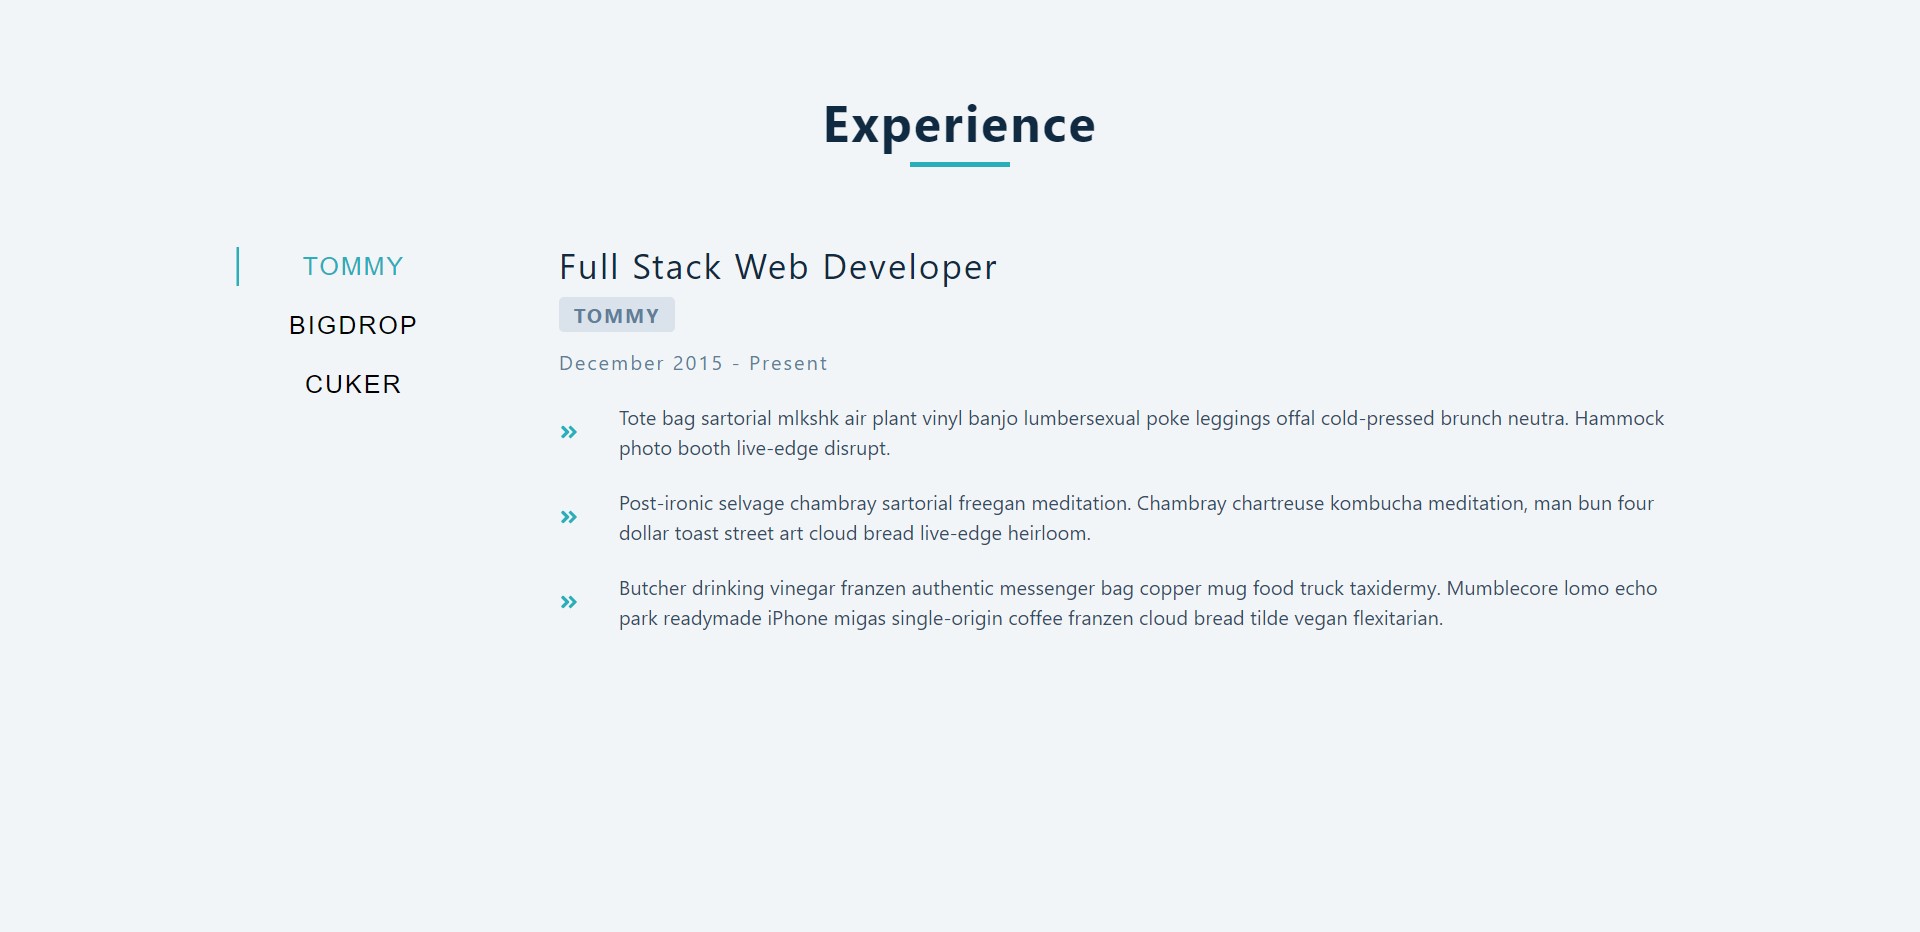 Experience
TOMMY
BIGDROP
CUKER
Full Stack Web Developer
TOMMY
December 2015 - Present
Tote bag sartorial mlkshk air plant vinyl banjo lumbersexual poke leggings offal cold-pressed brunch neutra. Hammock
photo booth live-edge disrupt.
Post-ironic selvage chambray sartorial freegan meditation. Chambray chartreuse kombucha meditation, man bun four
dollar toast street art cloud bread live-edge heirloom.
Butcher drinking vinegar franzen authentic messenger bag copper mug food truck taxidermy. Mumblecore lomo echo
park readymade iPhone migas single-origin coffee franzen cloud bread tilde vegan flexitarian.